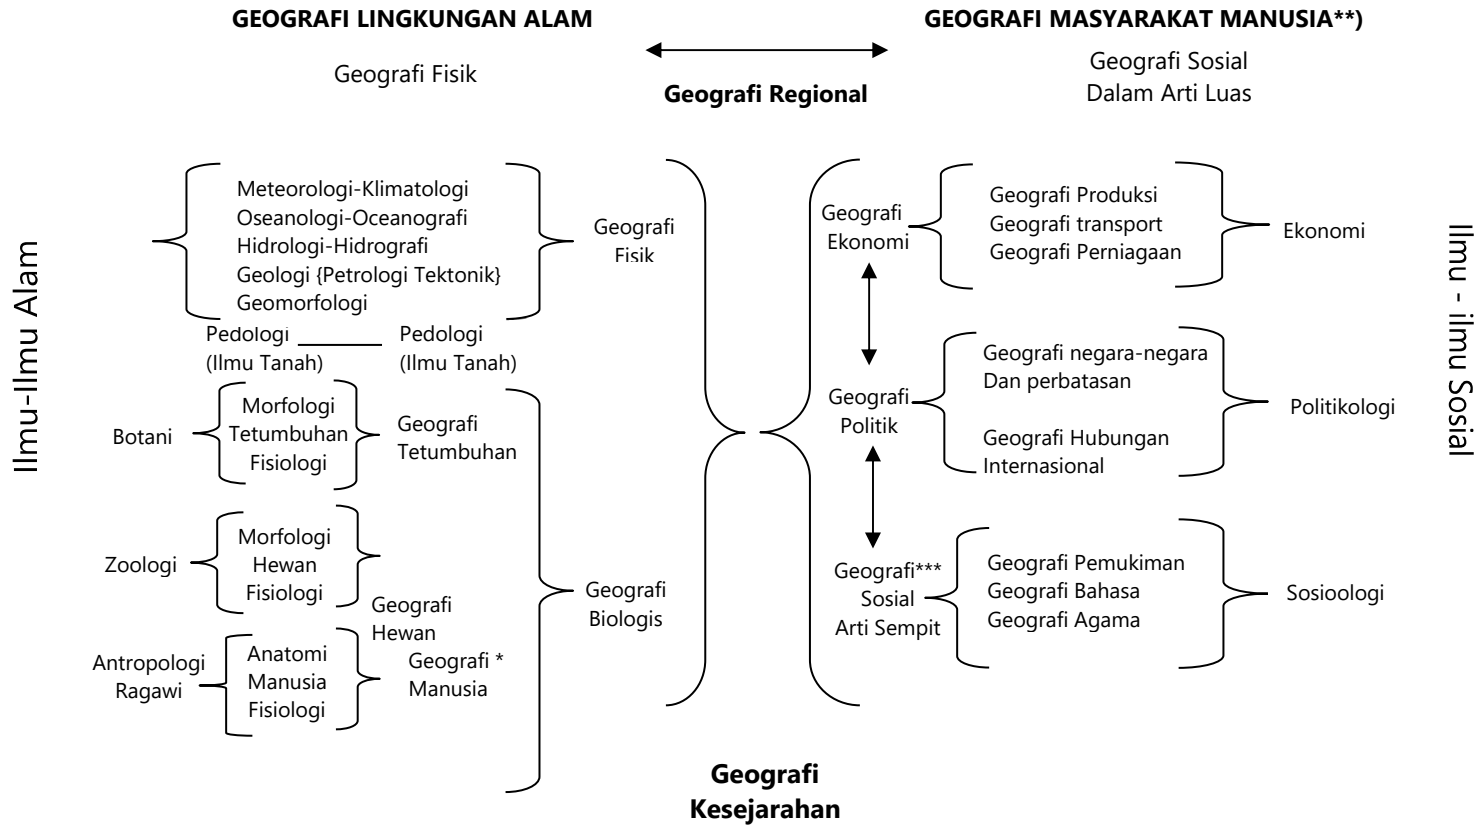 GEOGRAFI LINGKUNGAN ALAM
GEOGRAFI MASYARAKAT MANUSIA**)
Geografi Fisik
Geografi Regional
Geografi Sosial
Dalam Arti Luas
Ilmu-Ilmu Alam
Meteorologi-Klimatologi
Oseanologi-Oceanografi
Hidrologi-Hidrografi
Geologi {Petrologi Tektonik}
Geomorfologi
Geografi
Fisik
Pedologi
(Ilmu Tanah)
Pedologi
(Ilmu Tanah)
Botani
Morfologi
Tetumbuhan
Fisiologi
Geografi
Tetumbuhan
Zoologi
Morfologi
Hewan
Fisiologi
Geografi
Hewan
Antropologi
Ragawi
Anatomi
Manusia
Fisiologi
Geografi *
Manusia
Geografi
Biologis
Geografi
Ekonomi
Geografi Produksi
Geografi transport
Geografi Perniagaan
Ekonomi
Geografi
Politik
Geografi negara-negara
Dan perbatasan
Geografi Hubungan
Internasional
Politikologi
Geografi***
Sosial
Arti Sempit
Geografi Pemukiman
Geografi Bahasa
Geografi Agama
Sosioologi
Ilmu - ilmu Sosial
Geografi
Kesejarahan